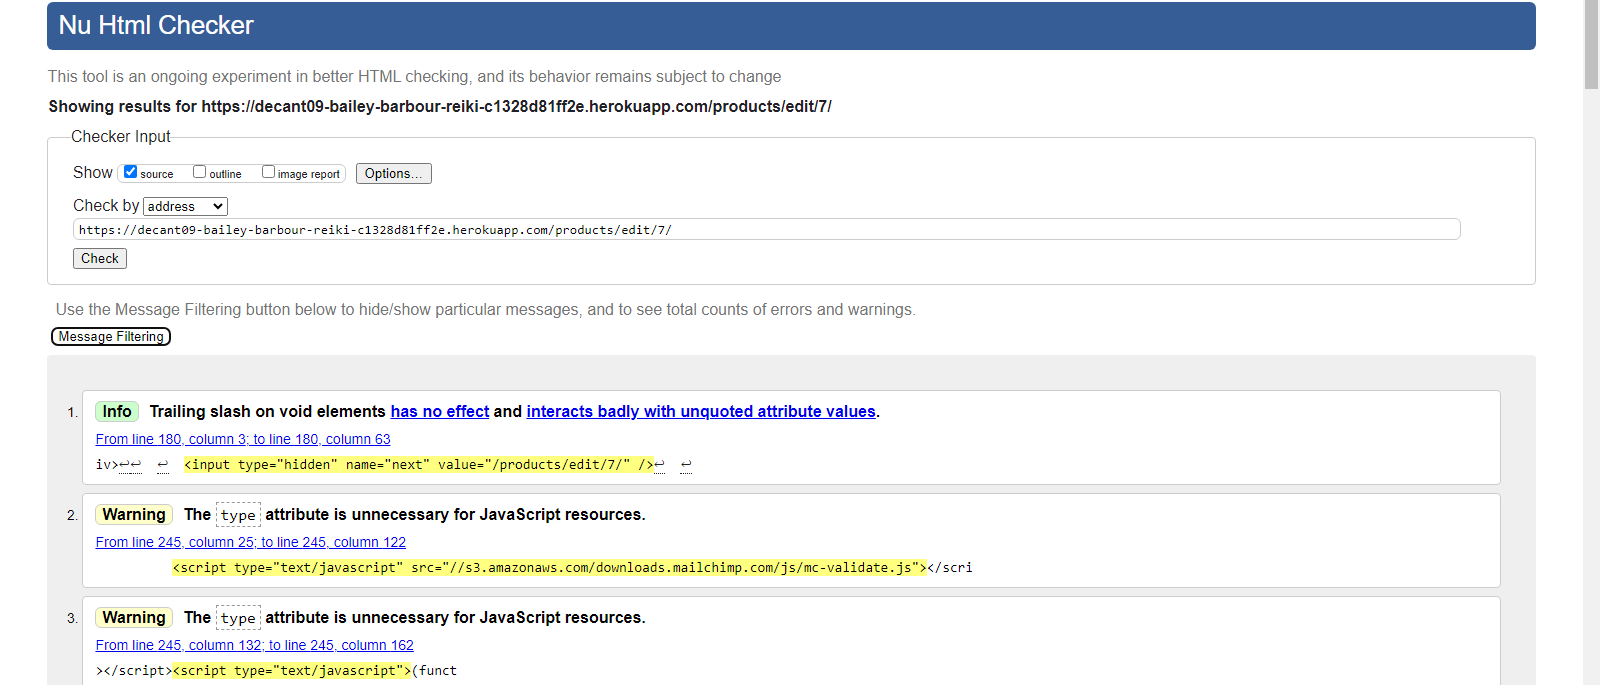 Nu Html Checker
This tool is an ongoing experiment in better HTML checking, and its behavior remains subject to change
Showing results for https://decant09-bailey-barbour-reiki-c1328d81ff2e.herokuapp.com/products/edit/7/
Checker Input
Show source outline image report Options...
Check by address
https://decant09-bailey-barbour-reiki-c1328d81ff2e.herokuapp.com/products/edit/7/
Check
Use the Message Filtering button below to hide/show particular messages, and to see total counts of errors and warnings.
Message Filtering
1. Info Trailing slash on void elements has no effect and interacts badly with unquoted attribute values.
From line 180, column 3; to line 180, column 63
iv>↩↩ ↩ <input type="hidden" name="next" value="/products/edit/7/" />↩ ↩
2. Warning The type attribute is unnecessary for JavaScript resources.
From line 245, column 25; to line 245, column 122
<script type="text/javascript" src="//s3.amazonaws.com/downloads.mailchimp.com/js/mc-validate.js"></scri
3. Warning The type attribute is unnecessary for JavaScript resources.
From line 245, column 132; to line 245, column 162
></script><script type="text/javascript">(funct